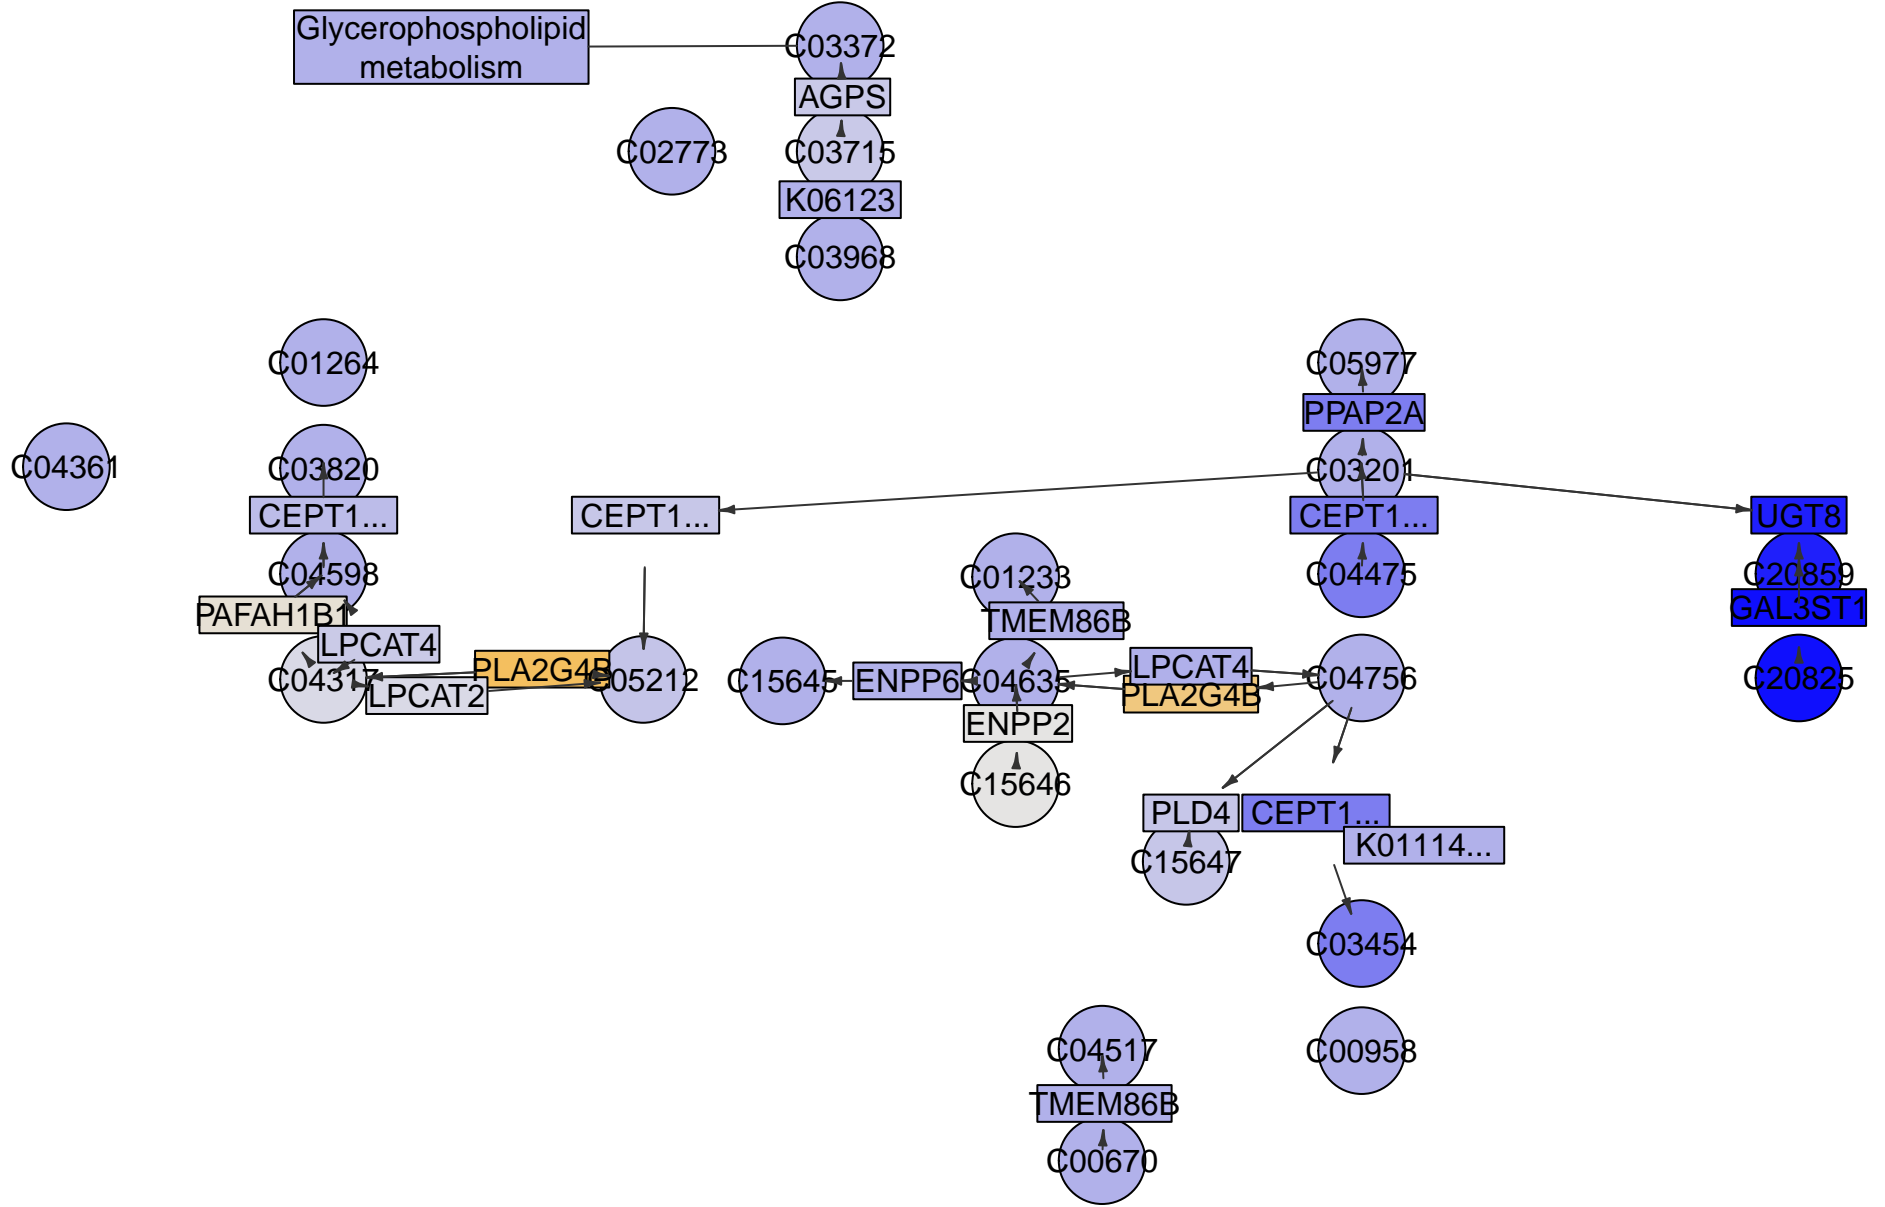 Glycerophospholipid
metabolism
C03372
AGPS
C02773
C03715
K06123
C03968
C01264
C05977
PPAP2A
C04361
C03820
C03201
CEPT1...
CEPT1...
CEPT1...
UGT8
C04598
C01233
C04475
C20859
PAFAH1B1
TMEM86B
GAL3ST1
LPCAT4
PLA2G4B
LPCAT4
C04317
LPCAT2
C05212
C15645
ENPP6
C04635
PLA2G4B
C04756
C20825
ENPP2
C15646
PLD4
CEPT1...
K01114...
C15647
C03454
C04517
C00958
TMEM86B
C00670